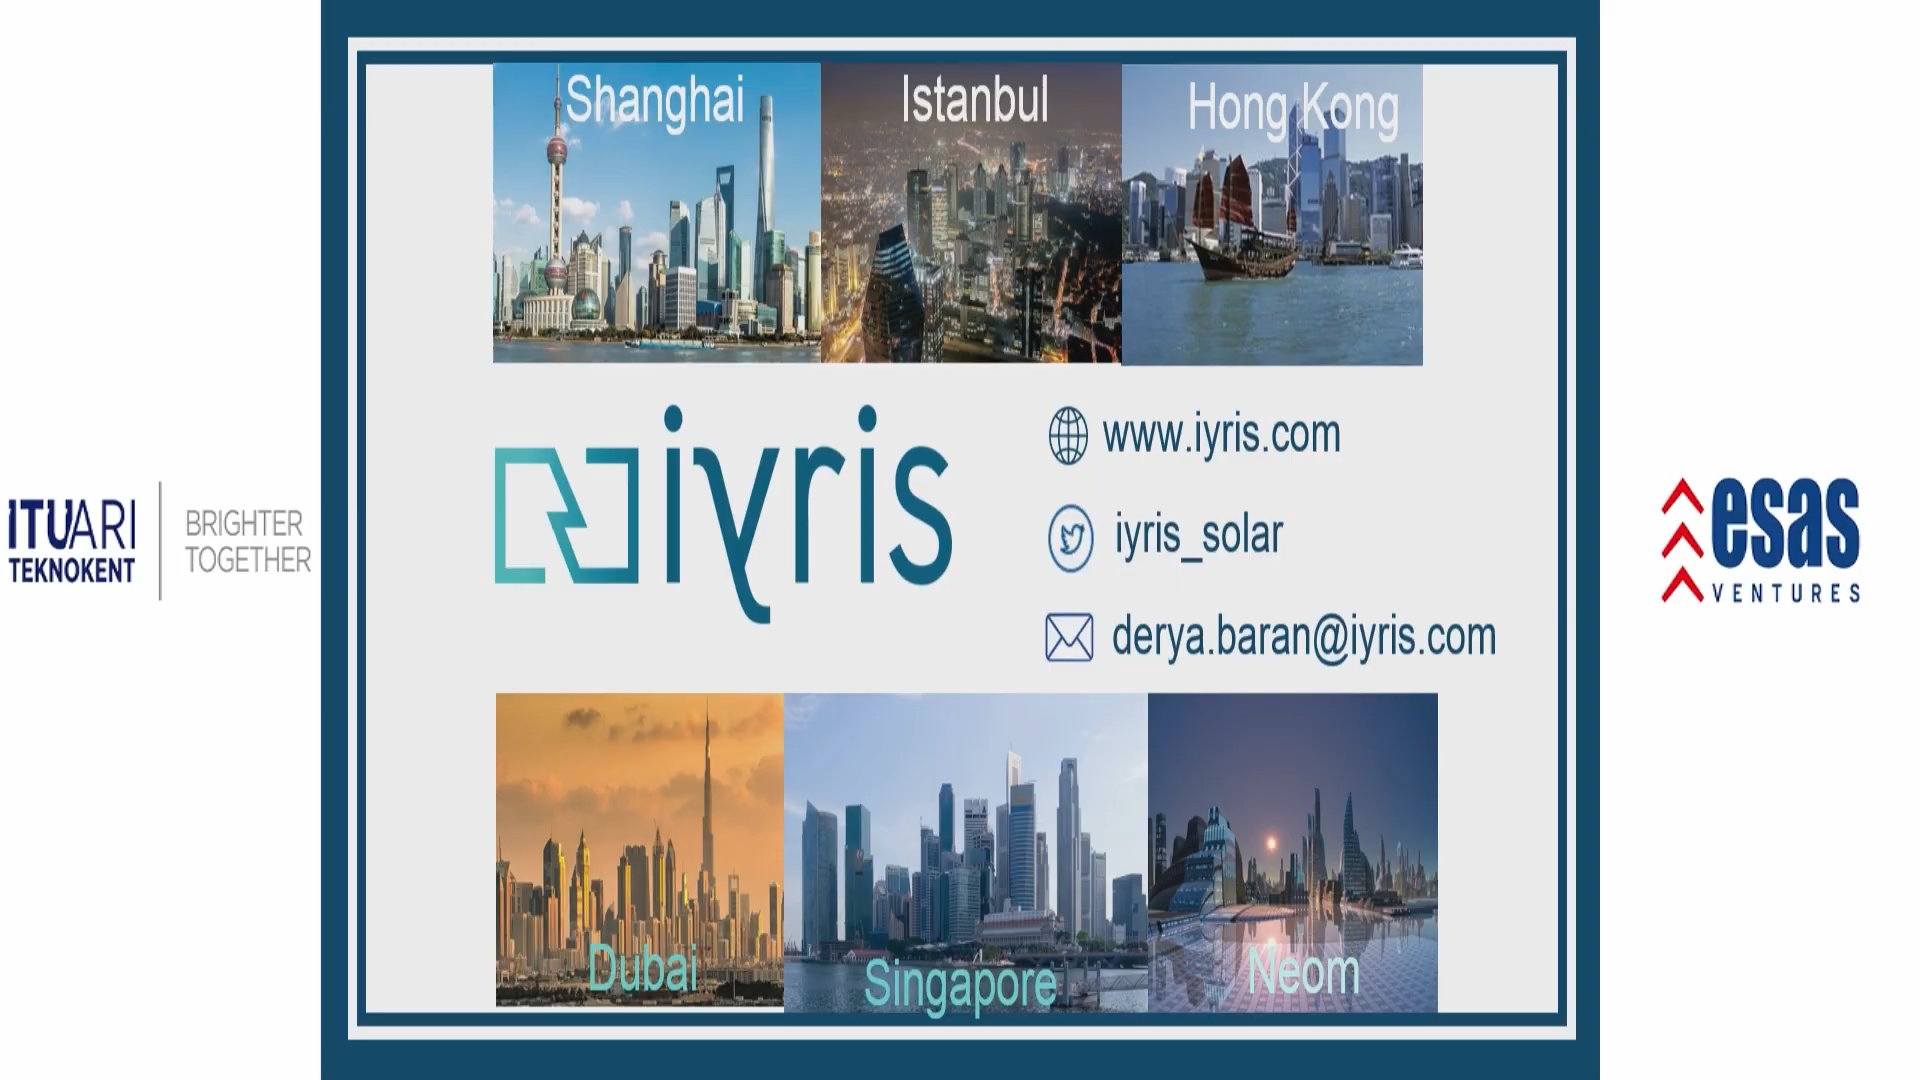 Shanghai
Istanbul
Hong Kong
iyris
www.iyris.com
iyris_solar
derya.baran@iyris.com
ITUARI
TEKNOKENT
BRIGHTER
TOGETHER
esas
VENTURES
Dubai
Singapore
Neom